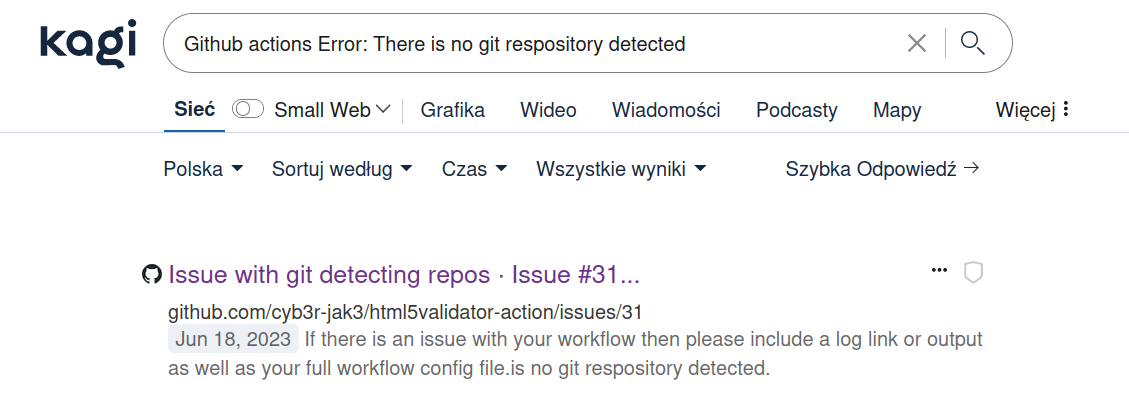 kagi
Github actions Error: There is no git respository detected
Sieć Small Web Grafika Wideo Wiadomości Podcasty Mapy Więcej
Polska Sortuj według Czas Wszystkie wyniki Szybka Odpowiedź →
Issue with git detecting repos · Issue #31...
github.com/cyb3r-jak3/html5validator-action/issues/31
Jun 18, 2023 If there is an issue with your workflow then please include a log link or output
as well as your full workflow config file.is no git respository detected.